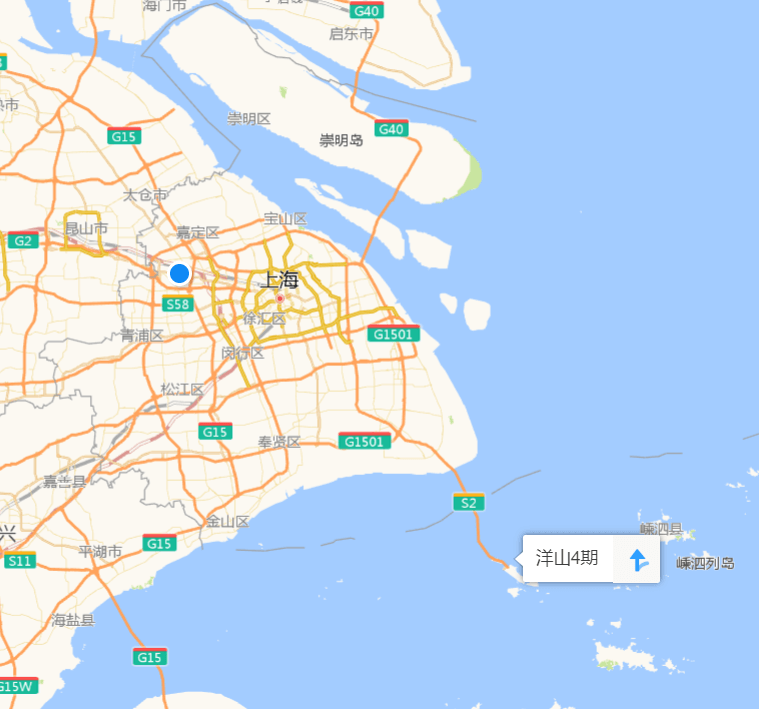 海门市
G40
启东市
热市
崇明区
G15
崇明岛
G40
太仓市
宝山区
昆山市
嘉定区
G2
上海
S58
徐汇区
G1501
青浦区
闵行区
松江区
G15
奉贤区
G1501
嘉善县
S2
金山区
嵊泗县
兴
G15
平湖市
洋山4期
S11
嵊泗列岛
海盐县
G15
G15W